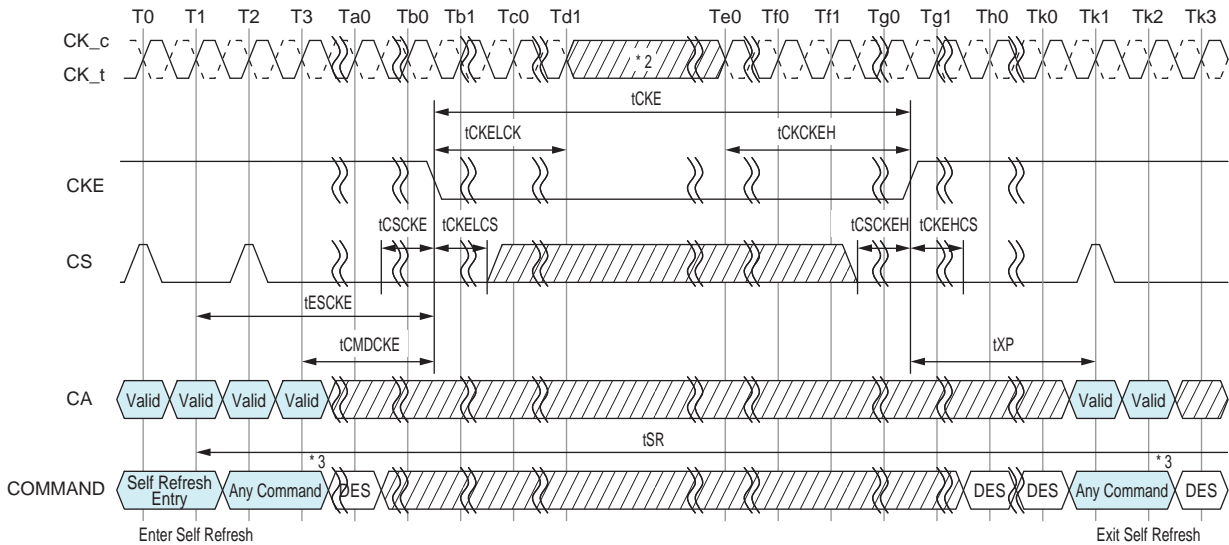 T0 T1 T2 T3 Ta0 Tb0 Tb1 Tc0 Td1 Te0 Tf0 Tf1 Tg0 Tg1 Th0 Tk0 Tk1 Tk2 Tk3
CK_c
CK_t
* 2
tCKE
tCKELCK tCKCKEH
CKE
tCSCKE tCKELCS tCSCKEH tCKEHCS
CS
tESCKE
tCMDCKE tXP
CA Valid Valid Valid Valid Valid Valid
tSR
* 3 * 3
COMMAND Self Refresh Entry Any Command DES DES DES Any Command DES
Enter Self Refresh Exit Self Refresh